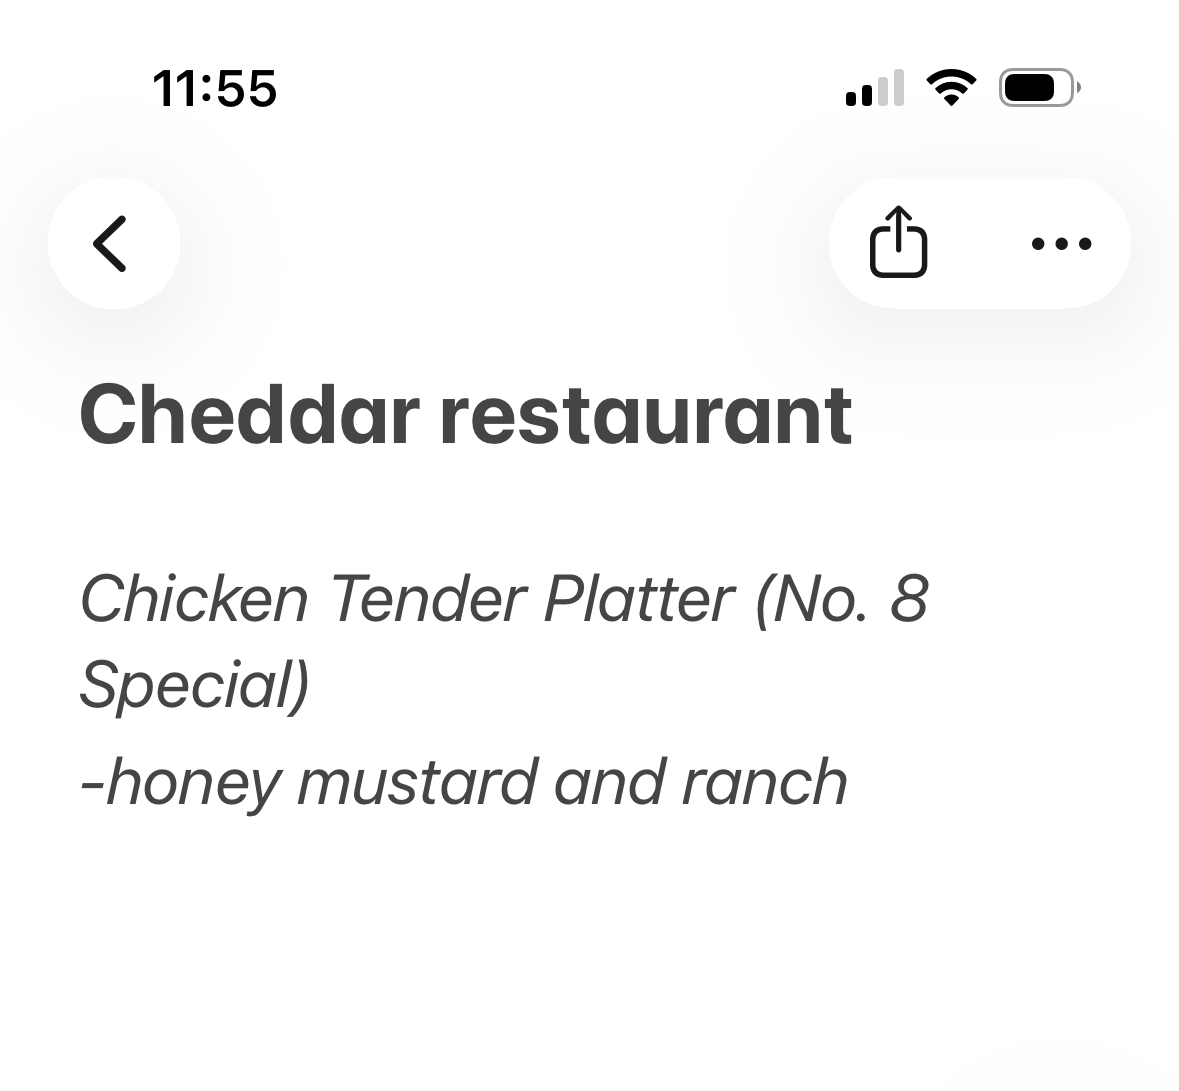 11:55
Cheddar restaurant
Chicken Tender Platter (No. 8
Special)
-honey mustard and ranch